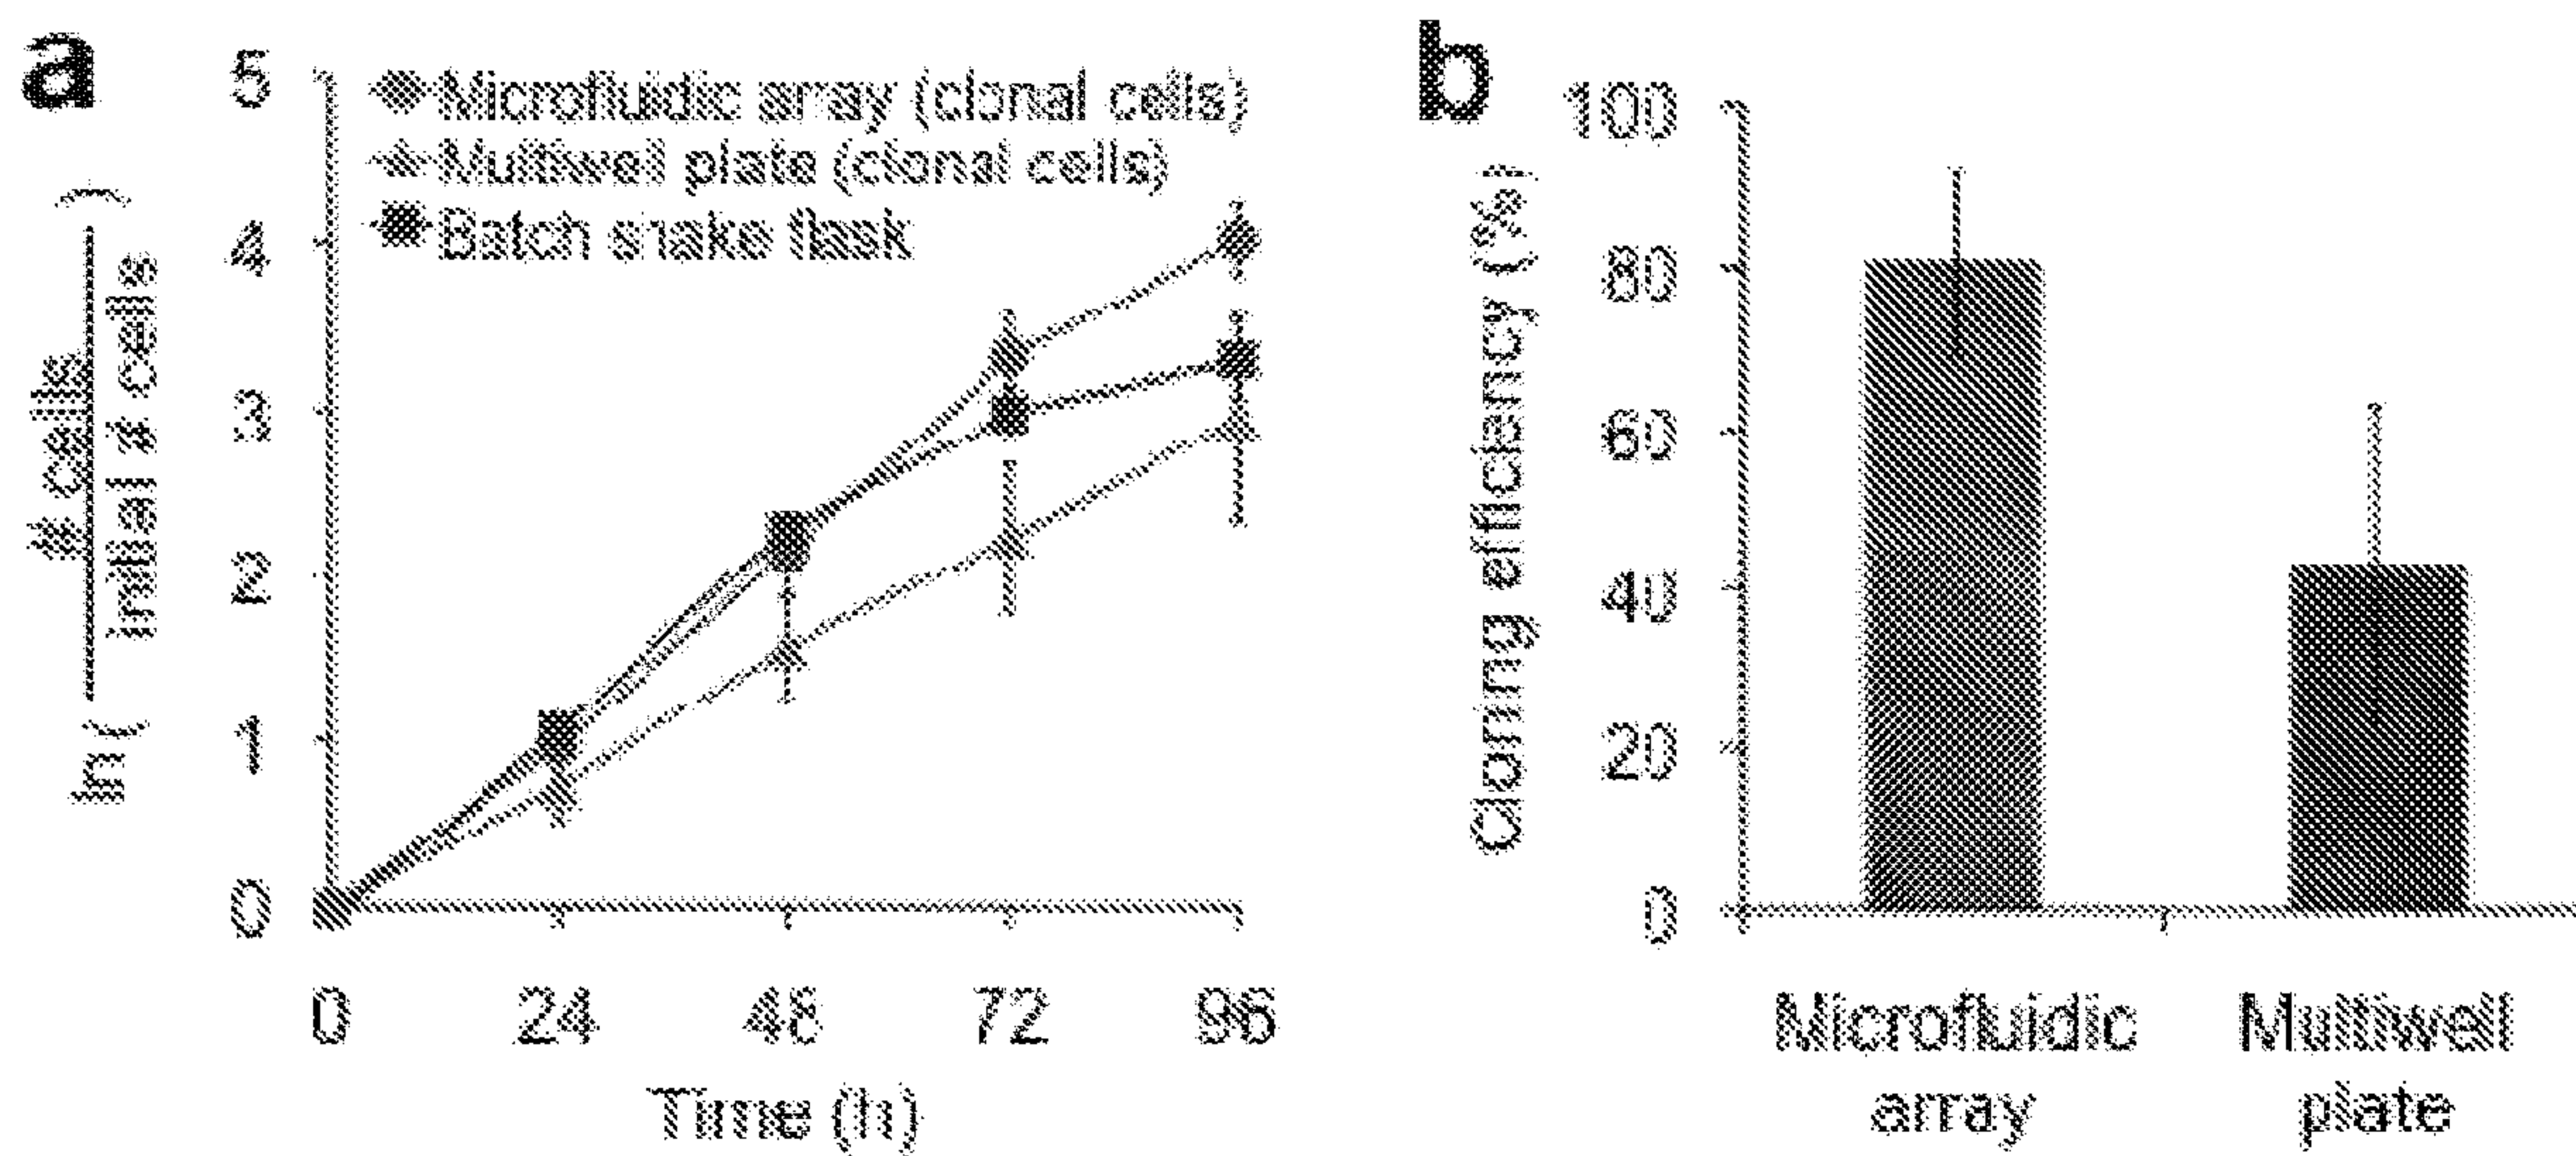 a
5
4
3
2
1
0
ln ( # cells
initial # cells )
Microfluidic array (clonal cells)
Multiwell plate (clonal cells)
Batch shake flask
0 24 48 72 96
Time (h)
b
100
80
60
40
20
0
Cloning efficiency (%)
Microfluidic
array
Multiwell
plate